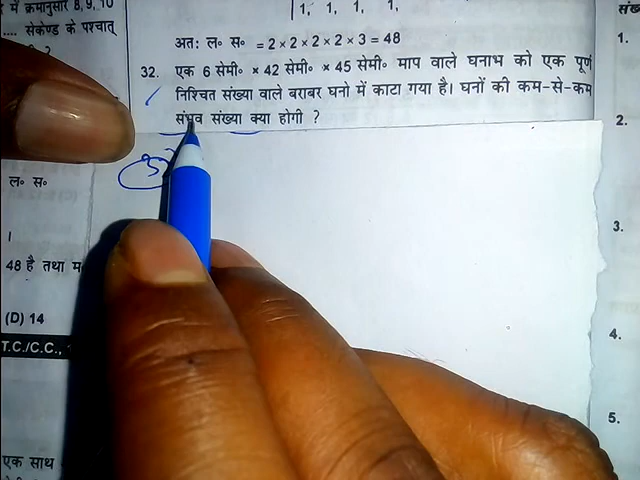 में क्रमानुसार 8, 9, 10
.... सेकेण्ड के पश्चात्
1, 1, 1, 1,
अतः ल० स० = 2 × 2 × 2 × 2 × 3 = 48
32. एक 6 सेमी० × 42 सेमी० × 45 सेमी० माप वाले घनाभ को एक पूर्ण
निश्चित संख्या वाले बराबर घनो में काटा गया है। घनों की कम-से-कम
संभव संख्या क्या होगी ?
ल० स०
48 है तथा
(D) 14
T.C./C.C.,
एक साथ
1.
2.
3.
4.
5.